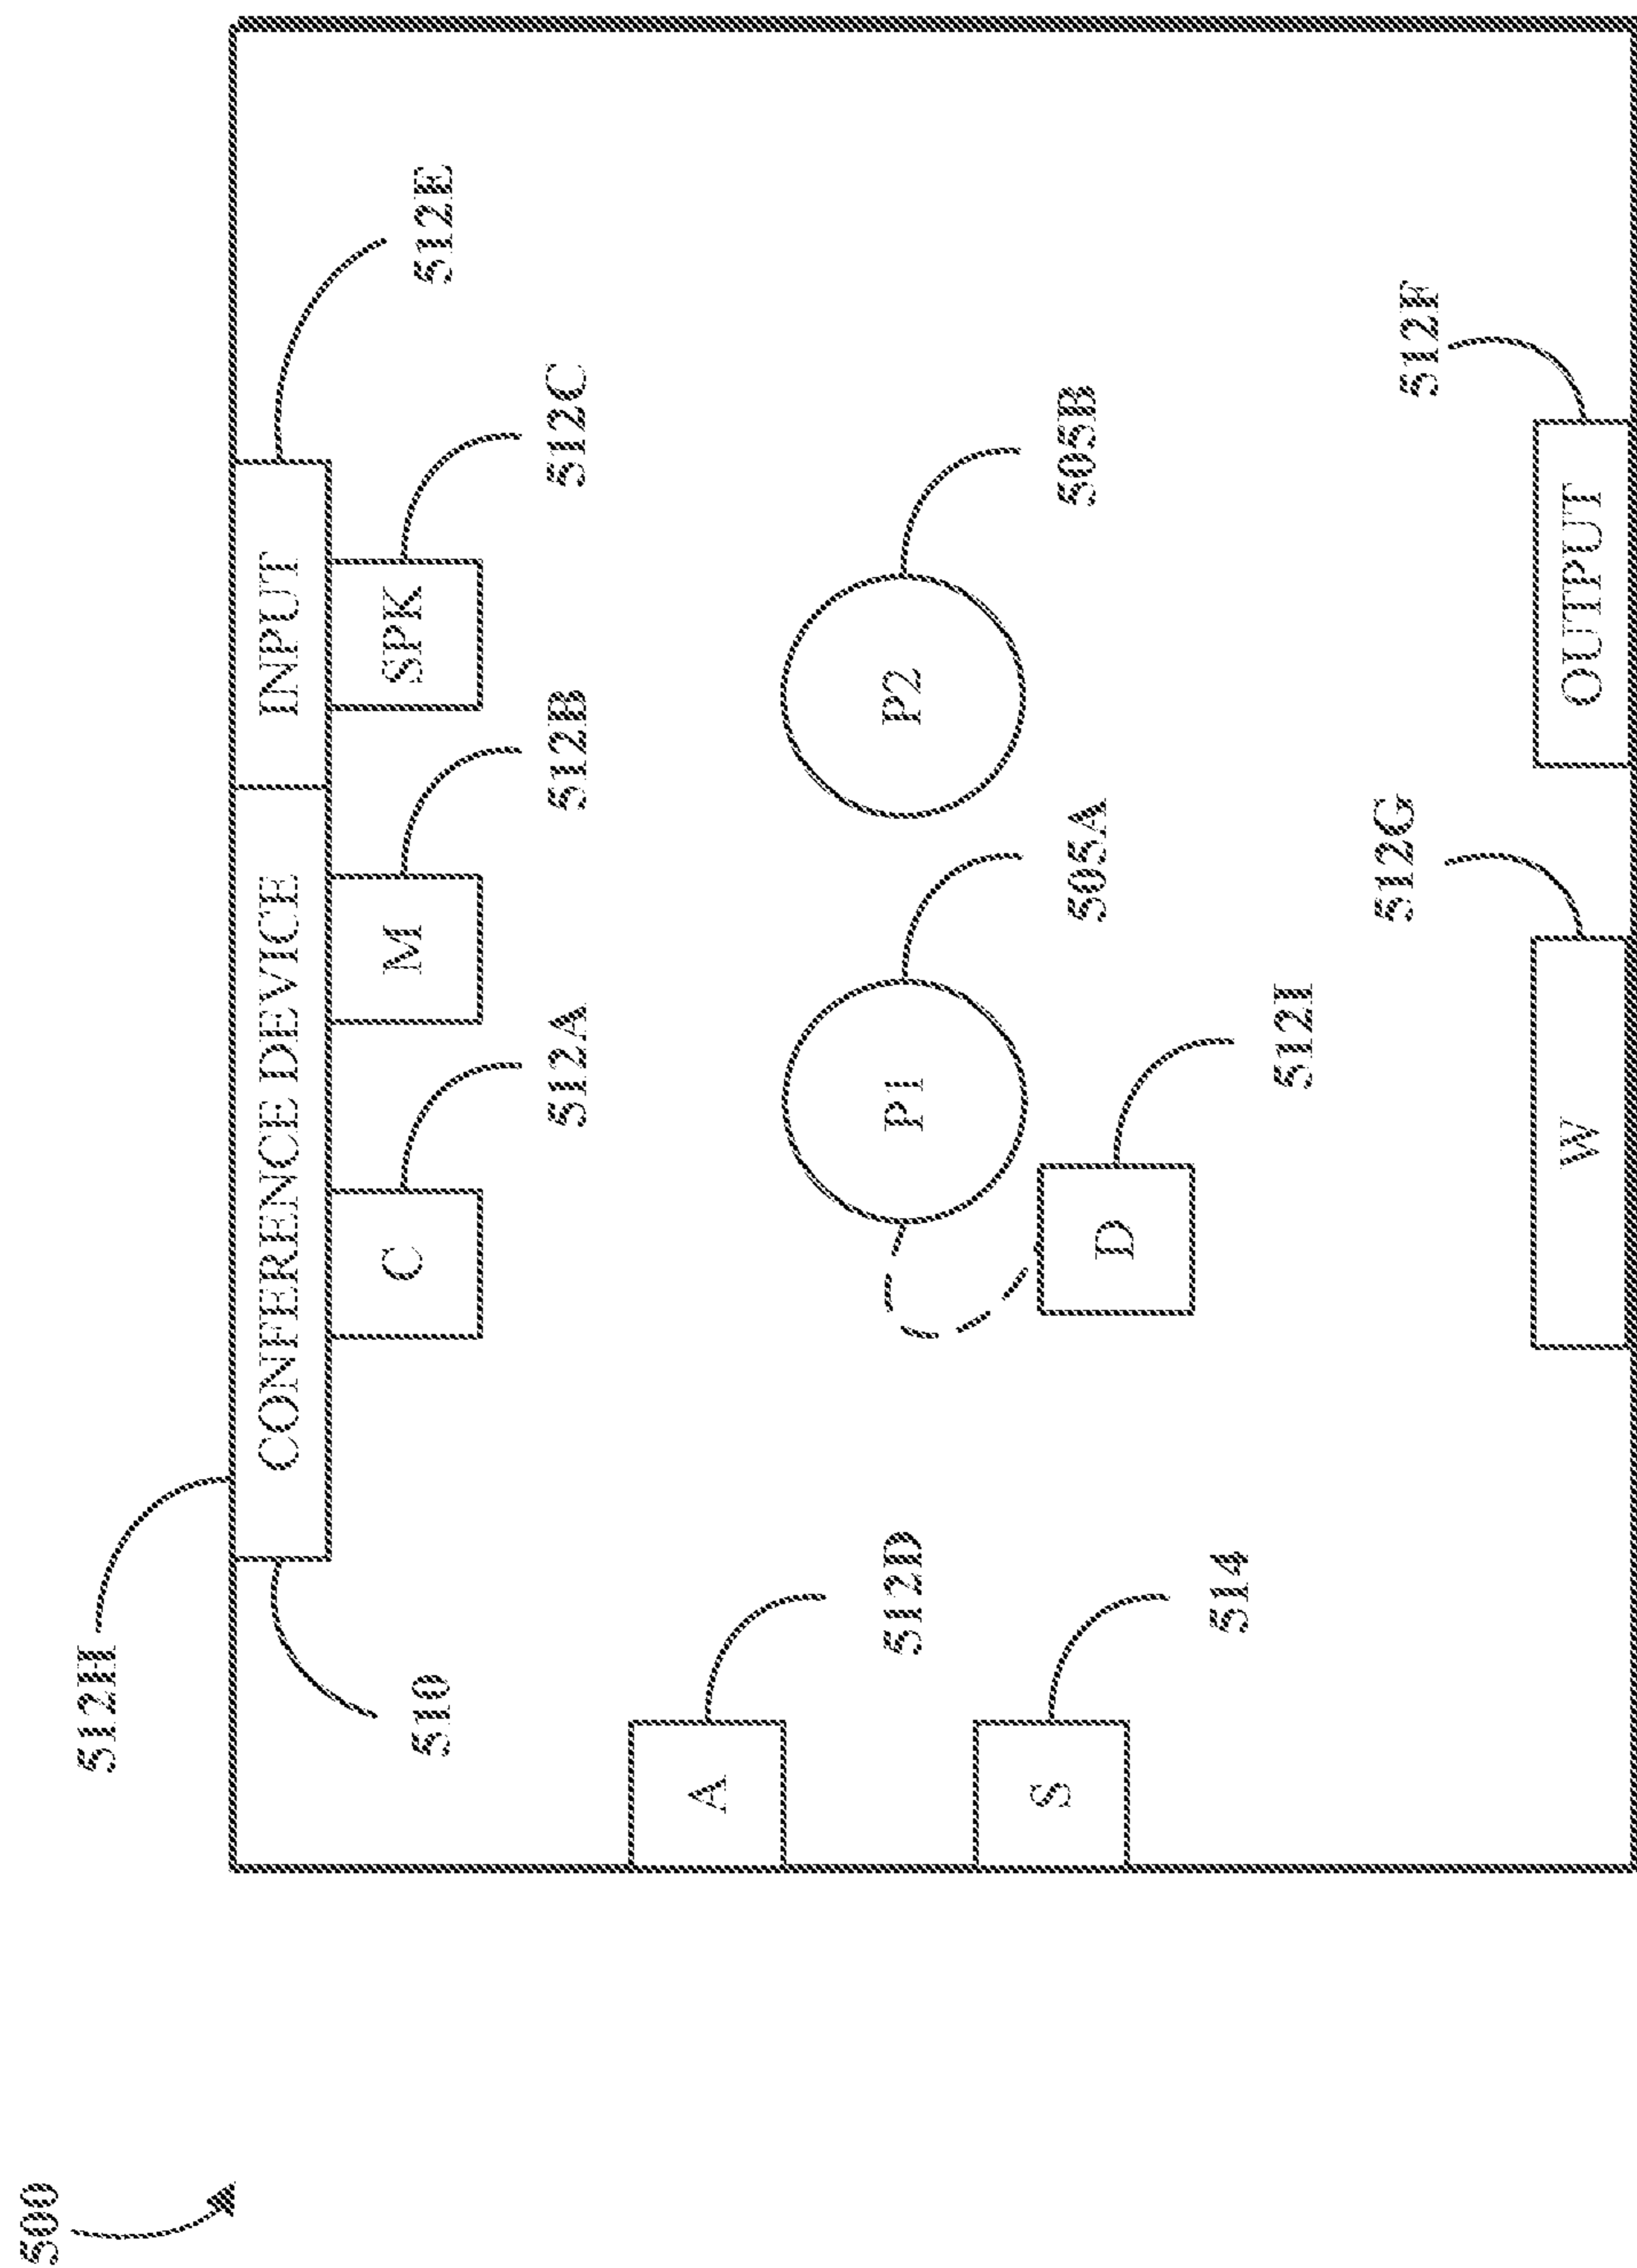 500
512H
510
CONFERENCE DEVICE
INPUT
512E
C
512A
M
512B
SPK
512C
A
512D
S
514
P1
505A
P2
505B
D
512I
W
512G
OUTPUT
512F